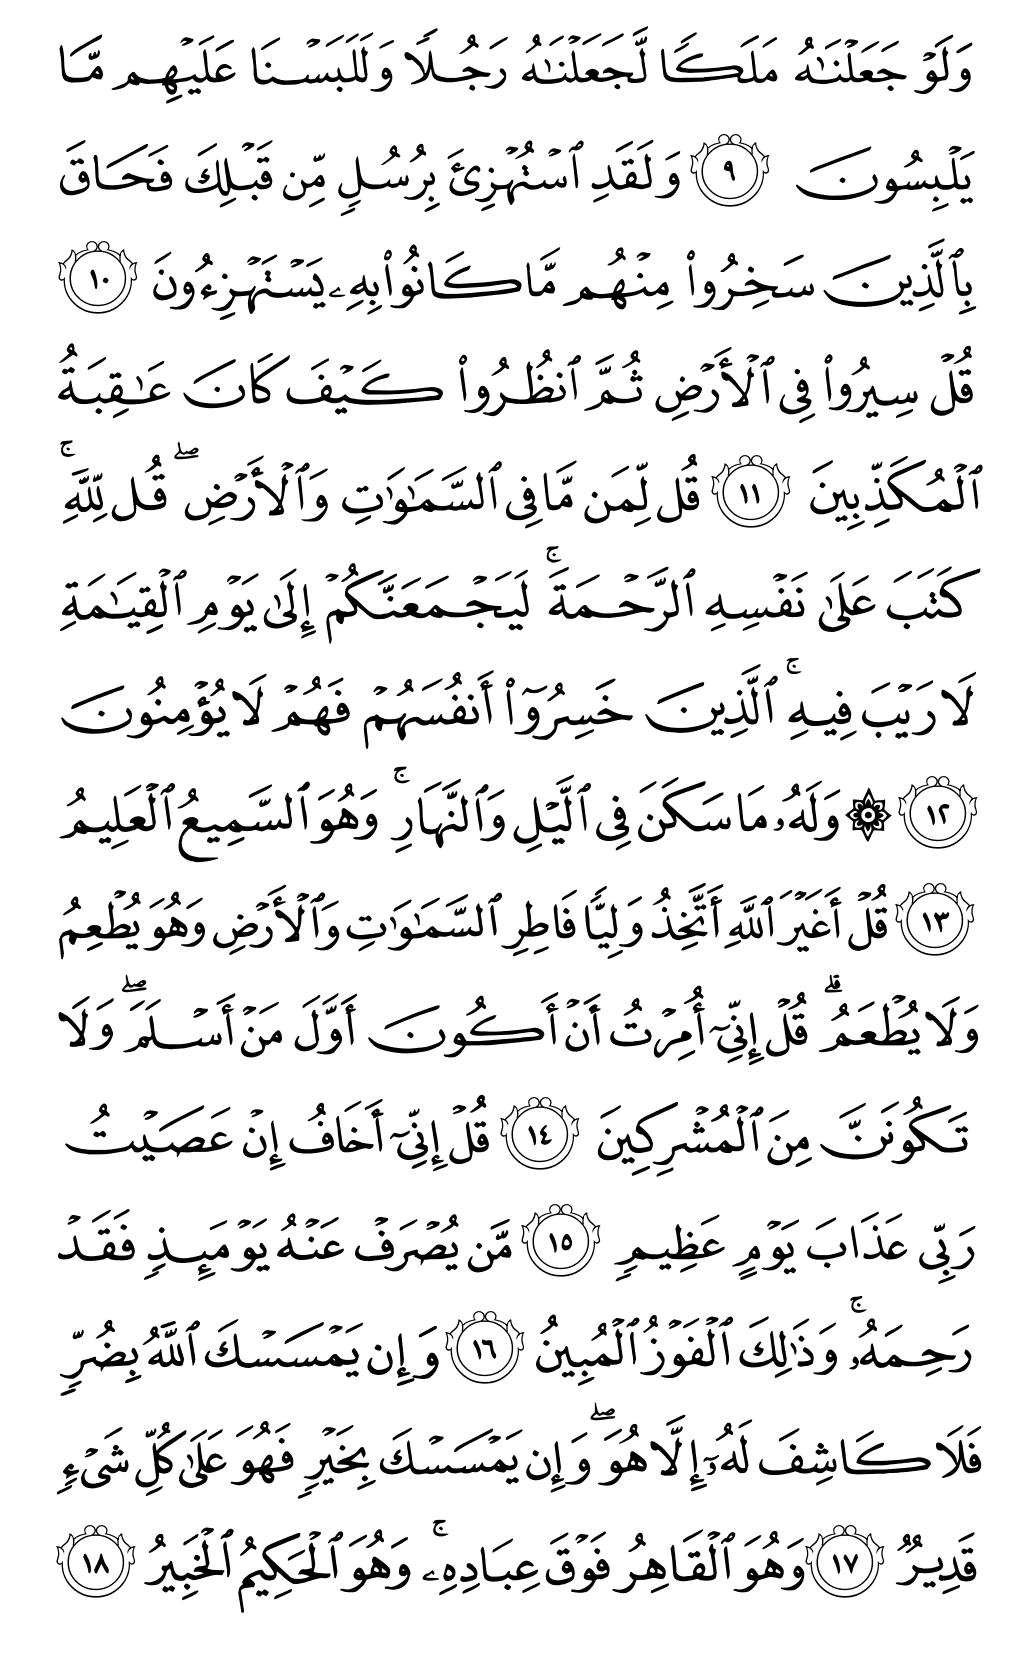 وَلَوْ جَعَلْنَٰهُ مَلَكًا لَّجَعَلْنَٰهُ رَجُلًا وَلَلَبَسْنَا عَلَيْهِم مَّا
يَلْبِسُونَ ٩ وَلَقَدِ ٱسْتُهْزِئَ بِرُسُلٍ مِّن قَبْلِكَ فَحَاقَ
بِٱلَّذِينَ سَخِرُوا۟ مِنْهُم مَّا كَانُوا۟ بِهِۦ يَسْتَهْزِءُونَ ١٠
قُلْ سِيرُوا۟ فِى ٱلْأَرْضِ ثُمَّ ٱنظُرُوا۟ كَيْفَ كَانَ عَٰقِبَةُ
ٱلْمُكَذِّبِينَ ١١ قُل لِّمَن مَّا فِى ٱلسَّمَٰوَٰتِ وَٱلْأَرْضِ ۖ قُل لِّلَّهِ ۚ
كَتَبَ عَلَىٰ نَفْسِهِ ٱلرَّحْمَةَ ۚ لَيَجْمَعَنَّكُمْ إِلَىٰ يَوْمِ ٱلْقِيَٰمَةِ
لَا رَيْبَ فِيهِ ۚ ٱلَّذِينَ خَسِرُوٓا۟ أَنفُسَهُمْ فَهُمْ لَا يُؤْمِنُونَ
١٢ ۞ وَلَهُۥ مَا سَكَنَ فِى ٱلَّيْلِ وَٱلنَّهَارِ ۚ وَهُوَ ٱلسَّمِيعُ ٱلْعَلِيمُ
١٣ قُلْ أَغَيْرَ ٱللَّهِ أَتَّخِذُ وَلِيًّا فَاطِرِ ٱلسَّمَٰوَٰتِ وَٱلْأَرْضِ وَهُوَ يُطْعِمُ
وَلَا يُطْعَمُ ۗ قُلْ إِنِّىٓ أُمِرْتُ أَنْ أَكُونَ أَوَّلَ مَنْ أَسْلَمَ ۖ وَلَا
تَكُونَنَّ مِنَ ٱلْمُشْرِكِينَ ١٤ قُلْ إِنِّىٓ أَخَافُ إِنْ عَصَيْتُ
رَبِّى عَذَابَ يَوْمٍ عَظِيمٍ ١٥ مَّن يُصْرَفْ عَنْهُ يَوْمَئِذٍ فَقَدْ
رَحِمَهُۥ ۚ وَذَٰلِكَ ٱلْفَوْزُ ٱلْمُبِينُ ١٦ وَإِن يَمْسَسْكَ ٱللَّهُ بِضُرٍّ
فَلَا كَاشِفَ لَهُۥٓ إِلَّا هُوَ ۖ وَإِن يَمْسَسْكَ بِخَيْرٍ فَهُوَ عَلَىٰ كُلِّ شَىْءٍ
قَدِيرٌ ١٧ وَهُوَ ٱلْقَاهِرُ فَوْقَ عِبَادِهِۦ ۚ وَهُوَ ٱلْحَكِيمُ ٱلْخَبِيرُ ١٨